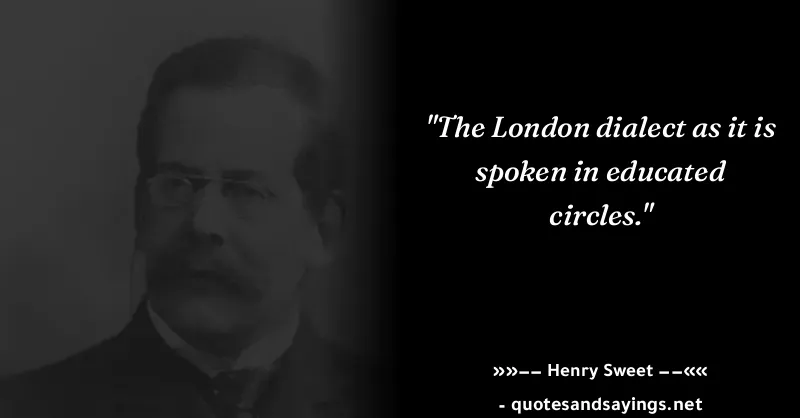 "The London dialect as it is
spoken in educated
circles."
»»−− Henry Sweet −−««
- quotesandsayings.net